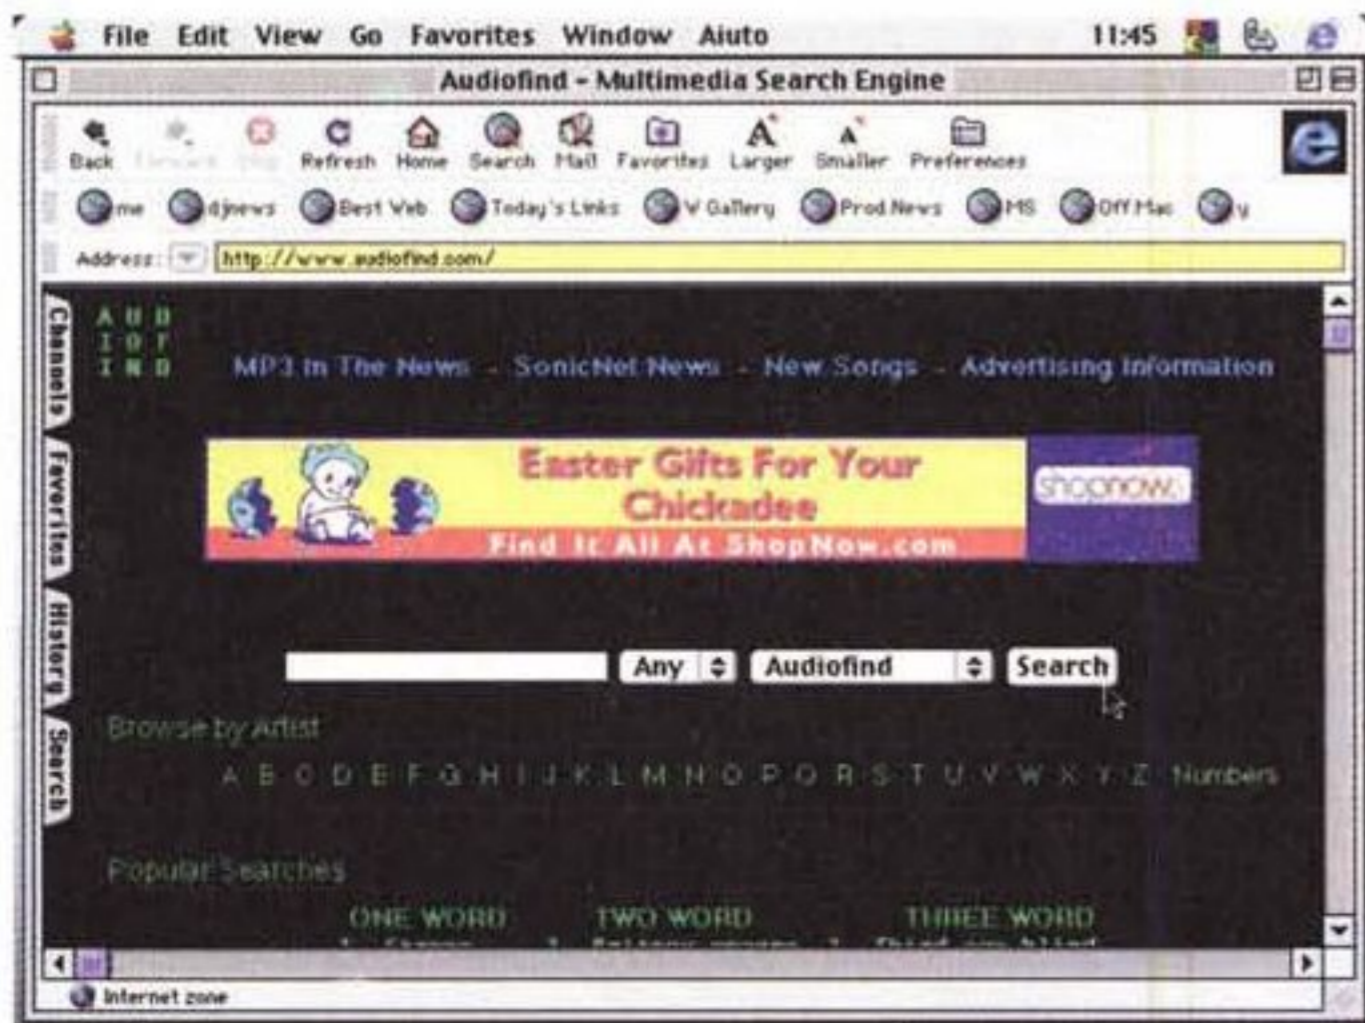 File Edit View Go Favorites Window Aiuto 11:45
Audiofind - Multimedia Search Engine
Back Refresh Home Search Mail Favorites Larger Smaller Preferences
me djnews Best Web Today's Links W Gallery Prod News MS Off Mac y
Address: http://www.audiofind.com/
Channels
Favorites
History
Search
A U D
I O F
I N D
MP3 In The News - SonicNet News - New Songs - Advertising Information
Easter Gifts For Your
Chickadee
Find It All At ShopNow.com
shopnow.
Any Audiofind Search
Browse by Artist
A B C D E F G H I J K L M N O P Q R S T U V W X Y Z Numbers
Popular Searches
ONE WORD TWO WORD THREE WORD
Internet zone